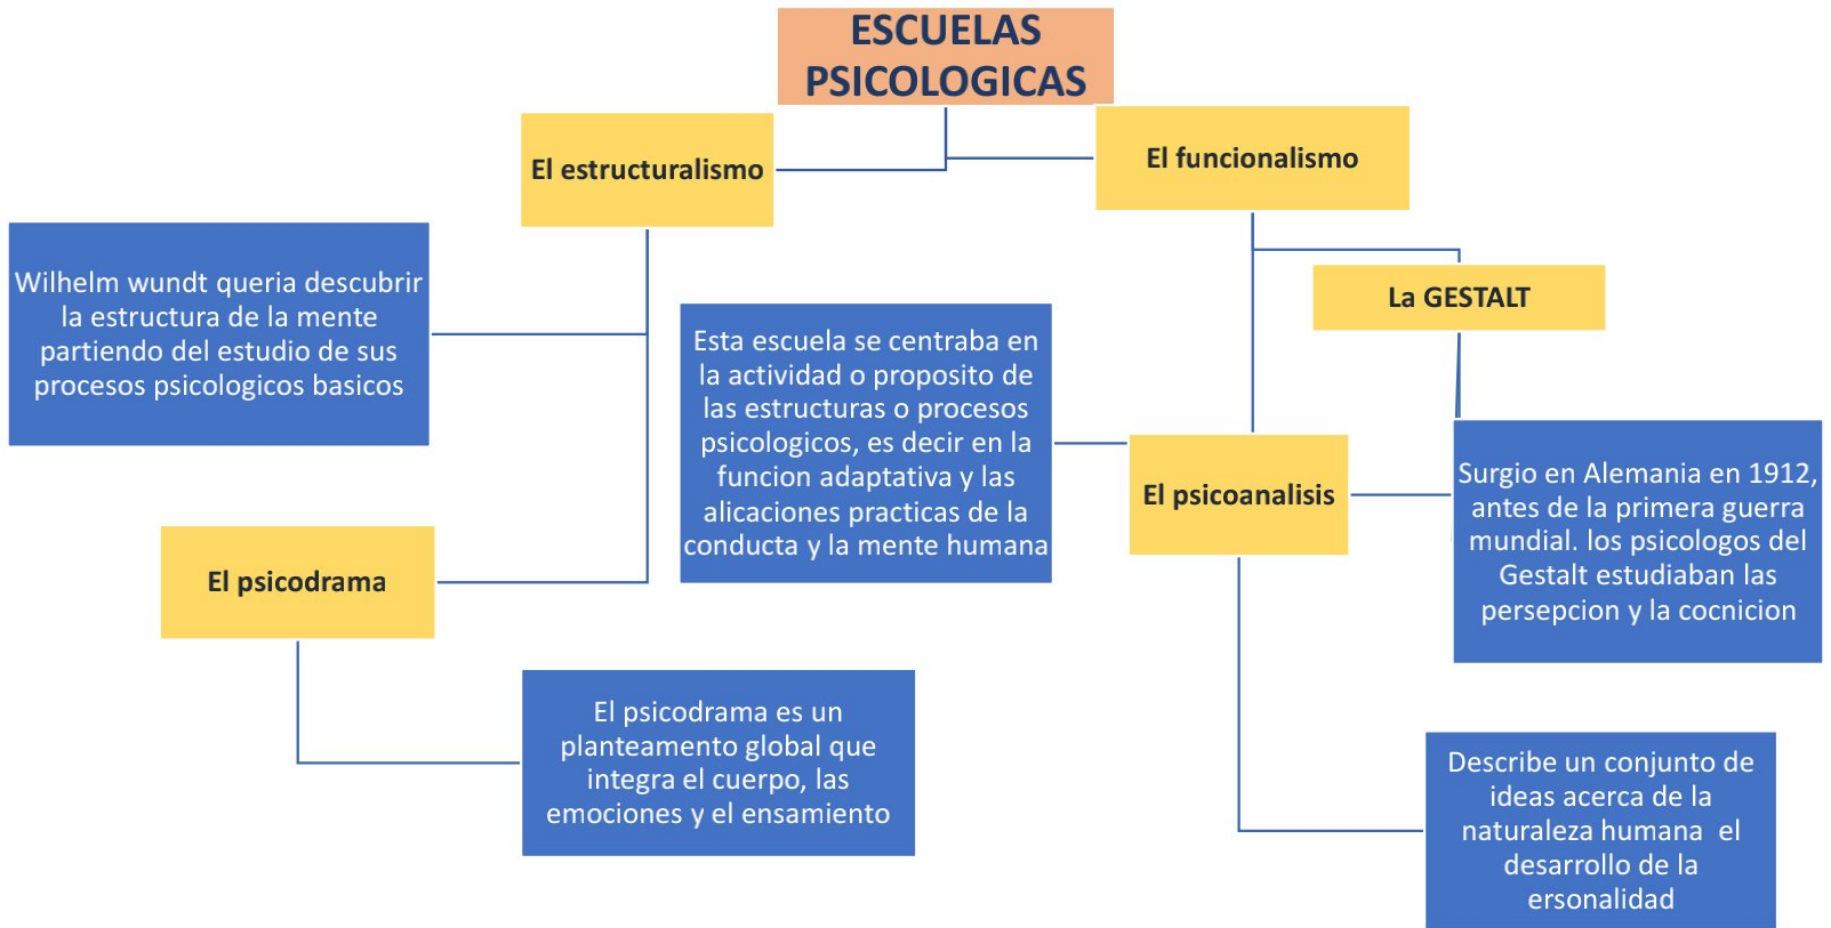 ESCUELAS
PSICOLOGICAS
El estructuralismo
El funcionalismo
Wilhelm wundt queria descubrir
la estructura de la mente
partiendo del estudio de sus
procesos psicologicos basicos
La GESTALT
Esta escuela se centraba en
la actividad o proposito de
las estructuras o procesos
psicologicos, es decir en la
funcion adaptativa y las
alicaciones practicas de la
conducta y la mente humana
El psicoanalisis
Surgio en Alemania en 1912,
antes de la primera guerra
mundial. los psicologos del
Gestalt estudiaban las
persepcion y la cocnicion
El psicodrama
El psicodrama es un
planteamento global que
integra el cuerpo, las
emociones y el ensamiento
Describe un conjunto de
ideas acerca de la
naturaleza humana  el
desarrollo de la
ersonalidad